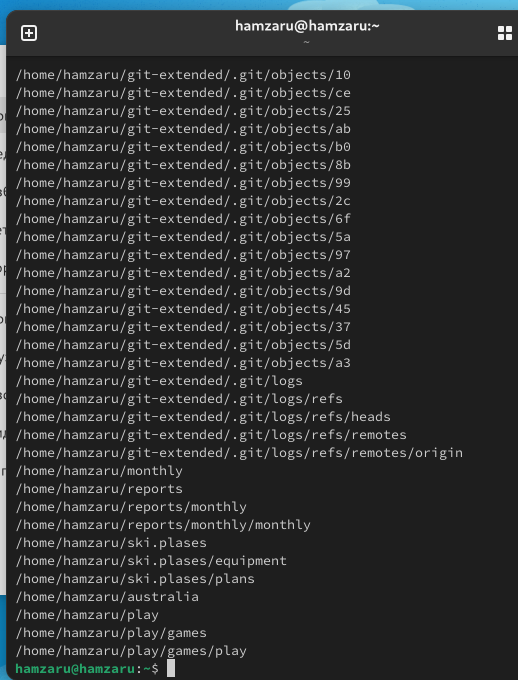 hamzaru@hamzaru:~
~
/home/hamzaru/git-extended/.git/objects/10
/home/hamzaru/git-extended/.git/objects/ce
/home/hamzaru/git-extended/.git/objects/25
/home/hamzaru/git-extended/.git/objects/ab
/home/hamzaru/git-extended/.git/objects/b0
/home/hamzaru/git-extended/.git/objects/8b
/home/hamzaru/git-extended/.git/objects/99
/home/hamzaru/git-extended/.git/objects/2c
/home/hamzaru/git-extended/.git/objects/6f
/home/hamzaru/git-extended/.git/objects/5a
/home/hamzaru/git-extended/.git/objects/97
/home/hamzaru/git-extended/.git/objects/a2
/home/hamzaru/git-extended/.git/objects/9d
/home/hamzaru/git-extended/.git/objects/45
/home/hamzaru/git-extended/.git/objects/37
/home/hamzaru/git-extended/.git/objects/5d
/home/hamzaru/git-extended/.git/objects/a3
/home/hamzaru/git-extended/.git/logs
/home/hamzaru/git-extended/.git/logs/refs
/home/hamzaru/git-extended/.git/logs/refs/heads
/home/hamzaru/git-extended/.git/logs/refs/remotes
/home/hamzaru/git-extended/.git/logs/refs/remotes/origin
/home/hamzaru/monthly
/home/hamzaru/reports
/home/hamzaru/reports/monthly
/home/hamzaru/reports/monthly/monthly
/home/hamzaru/ski.plases
/home/hamzaru/ski.plases/equipment
/home/hamzaru/ski.plases/plans
/home/hamzaru/australia
/home/hamzaru/play
/home/hamzaru/play/games
/home/hamzaru/play/games/play
hamzaru@hamzaru:~$